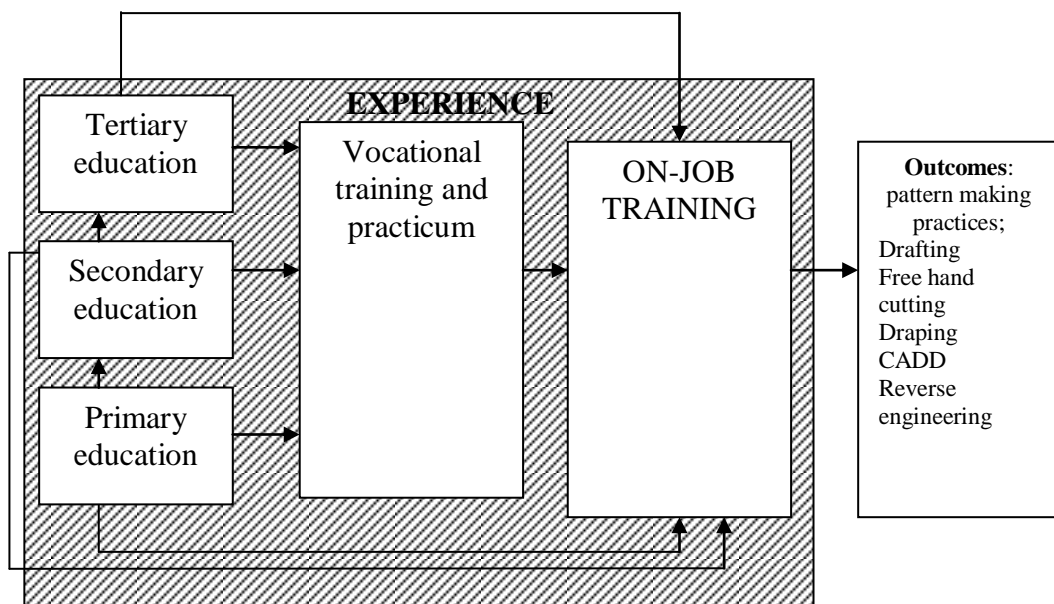 EXPERIENCE
Tertiary
education
Secondary
education
Primary
education
Vocational
training and
practicum
ON-JOB
TRAINING
Outcomes:
pattern making
practices;
Drafting
Free hand
cutting
Draping
CADD
Reverse
engineering